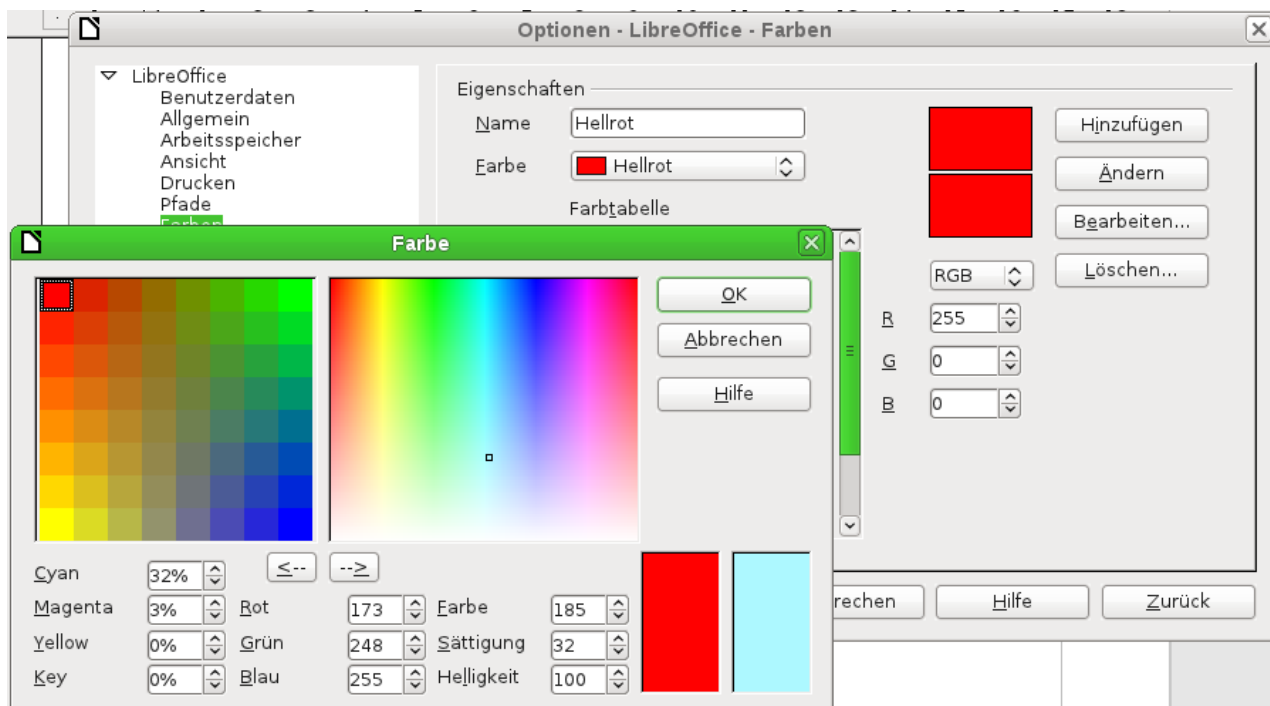 Optionen - LibreOffice - Farben
LibreOffice
Benutzerdaten
Allgemein
Arbeitsspeicher
Ansicht
Drucken
Pfade
Farben
Eigenschaften
Name Hellrot
Farbe Hellrot
Farbtabelle
Hinzufügen
Ändern
Bearbeiten...
Löschen...
RGB
R 255
G 0
B 0
rechen Hilfe Zurück
Farbe
OK
Abbrechen
Hilfe
<-- -->
Cyan 32%
Magenta 3% Rot 173 Farbe 185
Yellow 0% Grün 248 Sättigung 32
Key 0% Blau 255 Helligkeit 100